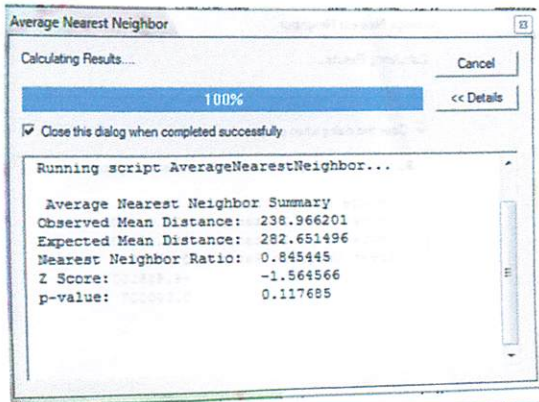 Average Nearest Neighbor
Calculating Results....
Cancel
100%
<< Details
Close this dialog when completed successfully
Running script AverageNearestNeighbor...
Average Nearest Neighbor Summary
Observed Mean Distance: 238.966201
Expected Mean Distance: 282.651496
Nearest Neighbor Ratio: 0.845445
Z Score: -1.564566
p-value: 0.117685